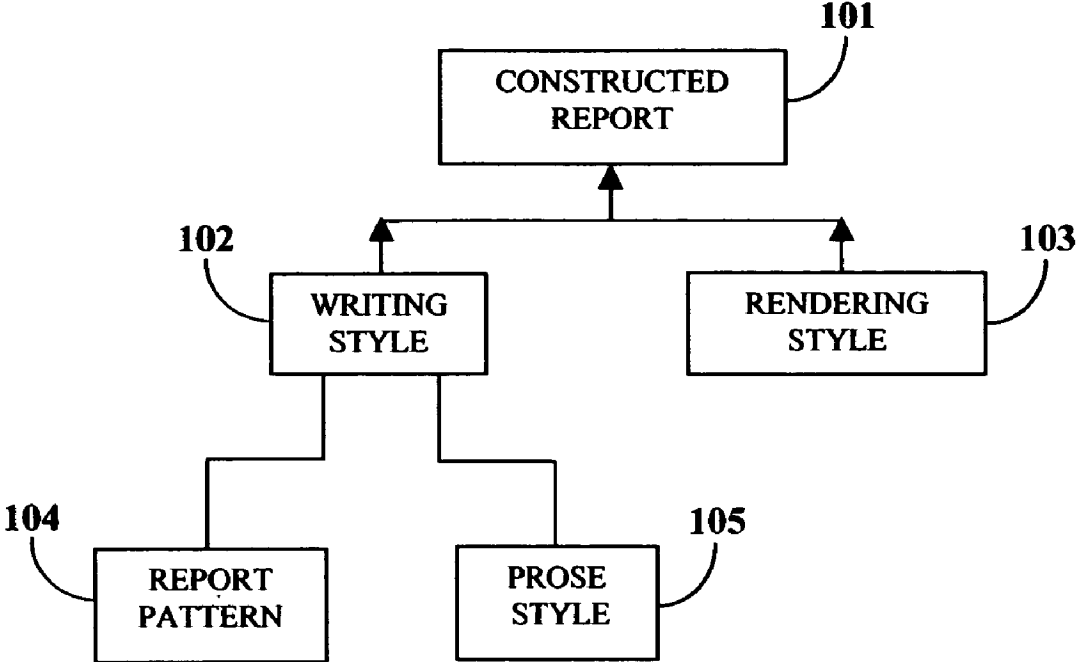 101
CONSTRUCTED
REPORT
102
103
WRITING
STYLE
RENDERING
STYLE
104
105
REPORT
PATTERN
PROSE
STYLE